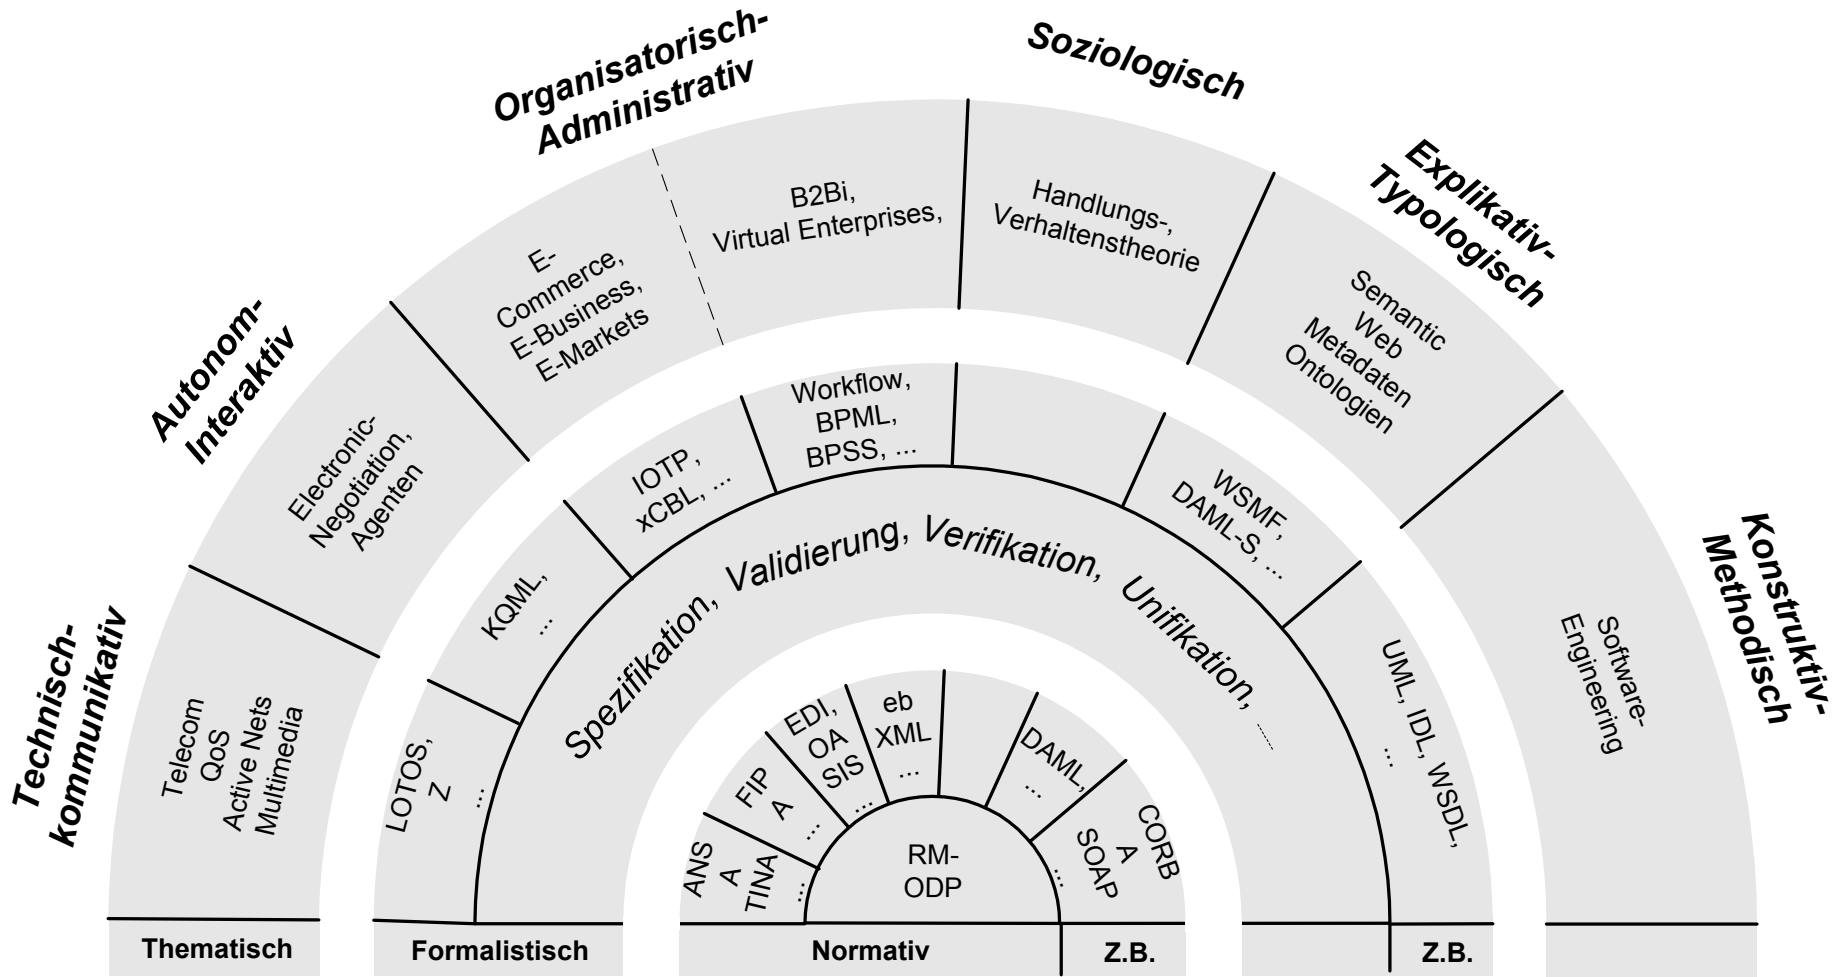 Organisatorisch-
Administrativ
Soziologisch
Explikativ-
Typologisch
Autonom-
Interaktiv
Konstruktiv-
Methodisch
Technisch-
kommunikativ
Telecom
QoS
Active Nets
Multimedia
Electronic-
Negotiation,
Agenten
E-
Commerce,
E-Business,
E-Markets
B2Bi,
Virtual Enterprises,
Handlungs-,
Verhaltenstheorie
Semantic
Web
Metadaten
Ontologien
Software-
Engineering
LOTOS,
Z
...
KQML,
...
IOTP,
xCBL, ...
Workflow,
BPML,
BPSS, ...
WSMF,
DAML-S, ...
UML, IDL, WSDL,
...
Spezifikation, Validierung, Verifikation, Unifikation, .....
ANS
A
TINA
...
FIP
A
...
EDI,
OA
SIS
...
eb
XML
...
DAML,
...
CORB
A
SOAP
...
RM-
ODP
Thematisch
Formalistisch
Normativ
Z.B.
Z.B.